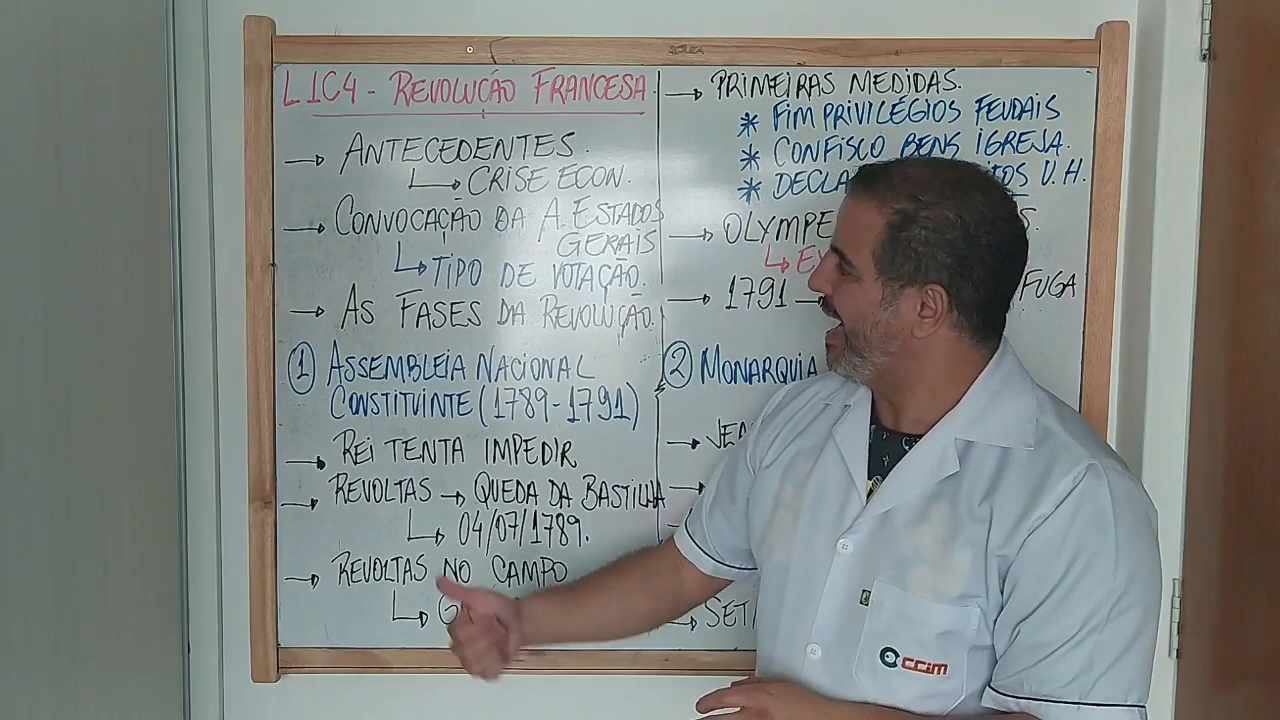 L1C4 - REVOLUÇÃO FRANCESA
→ ANTECEDENTES.
↳ CRISE ECON.
→ CONVOCAÇÃO DA A. ESTADOS
GERAIS
↳ TIPO DE VOTAÇÃO.
→ AS FASES DA REVOLUÇÃO.
① ASSEMBLEIA NACIONAL
CONSTITUINTE (1789-1791)
→ REI TENTA IMPEDIR
→ REVOLTAS → QUEDA DA BASTILHA
↳ 04/07/1789.
→ REVOLTAS NO CAMPO
→ PRIMEIRAS MEDIDAS.
* FIM PRIVILÉGIOS FEUDAIS
* CONFISCO BENS IGREJA.
* U.H.
→ OLYMPE
→ 1791 → FUGA
② MONARQUIA
CCIM